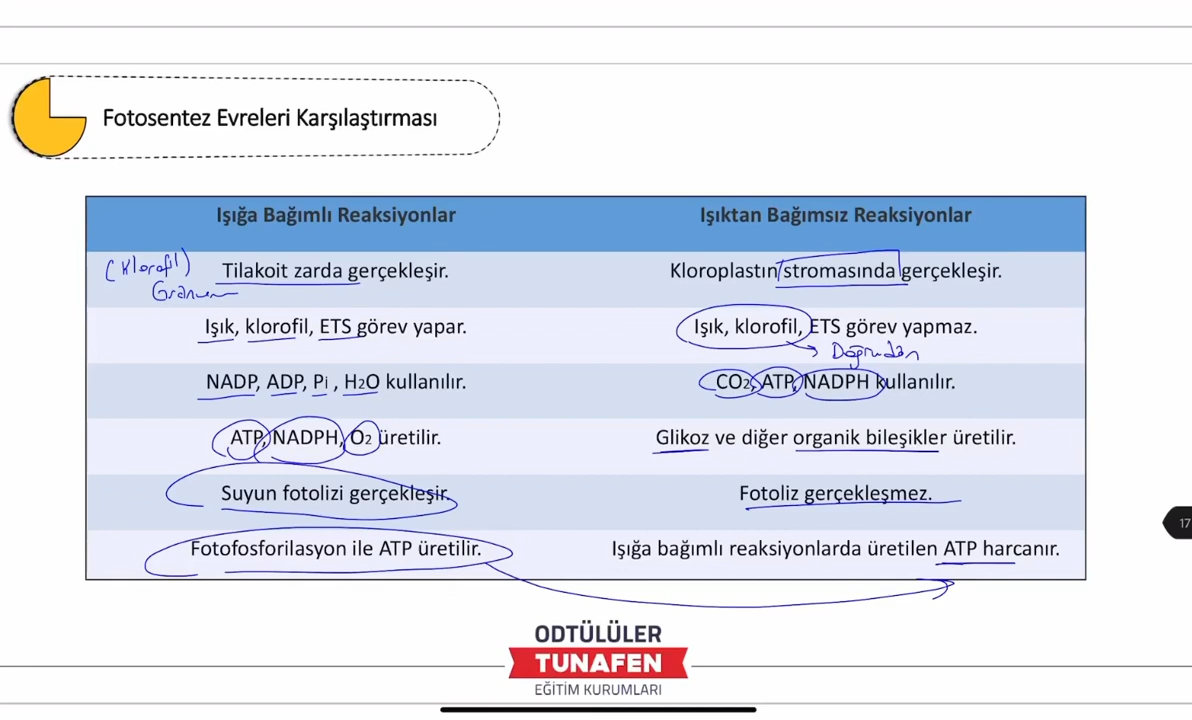 Fotosentez Evreleri Karşılaştırması
Işığa Bağımlı Reaksiyonlar Işıktan Bağımsız Reaksiyonlar
(Klorofil) Tilakoit zarda gerçekleşir. Kloroplastın stromasında gerçekleşir.
Granum
Işık, klorofil, ETS görev yapar. Işık, klorofil, ETS görev yapmaz.
Doğrudan
NADP, ADP, Pi , H2O kullanılır. CO2, ATP, NADPH kullanılır.
ATP, NADPH, O2 üretilir. Glikoz ve diğer organik bileşikler üretilir.
Suyun fotolizi gerçekleşir. Fotoliz gerçekleşmez.
Fotofosforilasyon ile ATP üretilir. Işığa bağımlı reaksiyonlarda üretilen ATP harcanır.
17
ODTÜLÜLER
TUNAFEN
EĞİTİM KURUMLARI